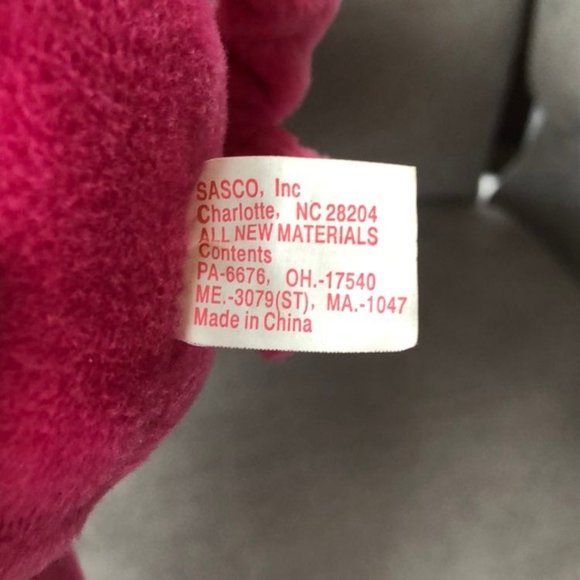 SASCO, Inc
Charlotte, NC 28204
ALL NEW MATERIALS
Contents
PA-6676, OH.-17540
ME.-3079(ST), MA.-1047
Made in China